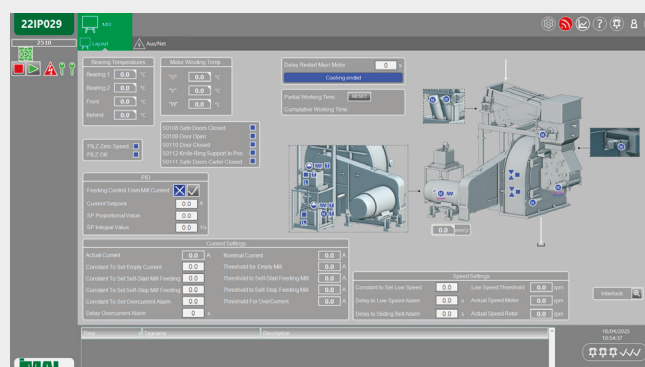 22IP029
Mill
2530
Layout
Aux/Net
Bearing Temperatures
Bearing 1 0.0 °C
Bearing 2 0.0 °C
Fixed 0.0 °C
Behind 0.0 °C
Motor Winding Temp
"U" 0.0 °C
"V" 0.0 °C
"W" 0.0 °C
Delay Restart Main Motor 0 s
Cooling ended
Partial Working Time RESET
Cumulative Working Time
PILZ Zero Speed
PILZ OK
S0108 Safe Doors Closed
S0109 Door Open
S0110 Door Closed
S0112 Knife Ring Support In Pos.
S0111 Safe Doors Carter Closed
PID
Feeding Control From Mill Current
Current Setpoint 0.0 A
SP Proportional Value 0.0
SP Integral Value 0.0
0.0 mm/s
Current Settings
Actual Current 0.0 A
Nominal Current 0.0 A
Constant To Set Empty Current 0.0
Threshold for Empty Mill 0.0 A
Constant To Set Self-Start Mill Feeding 0.0
Threshold to Self-Start Feeding Mill 0.0 A
Constant To Set Self-Stop Mill Feeding 0.0
Threshold to Self-Stop Feeding Mill 0.0 A
Constant To Set Overcurrent Alarm 0.0
Threshold For OverCurrent 0.0 A
Delay Overcurrent Alarm 0 s
Speed Settings
Constant to Set Low Speed 0.0
Low Speed Threshold 0.0 rpm
Delay to Low Speed Alarm 0.0 s
Actual Speed Motor 0.0 rpm
Delay to Sliding Belt Alarm 0.0 s
Actual Speed Rotor 0.0 rpm
Interlock
Time
Tagname
Description
18/04/2025
10:54:37
IMAL